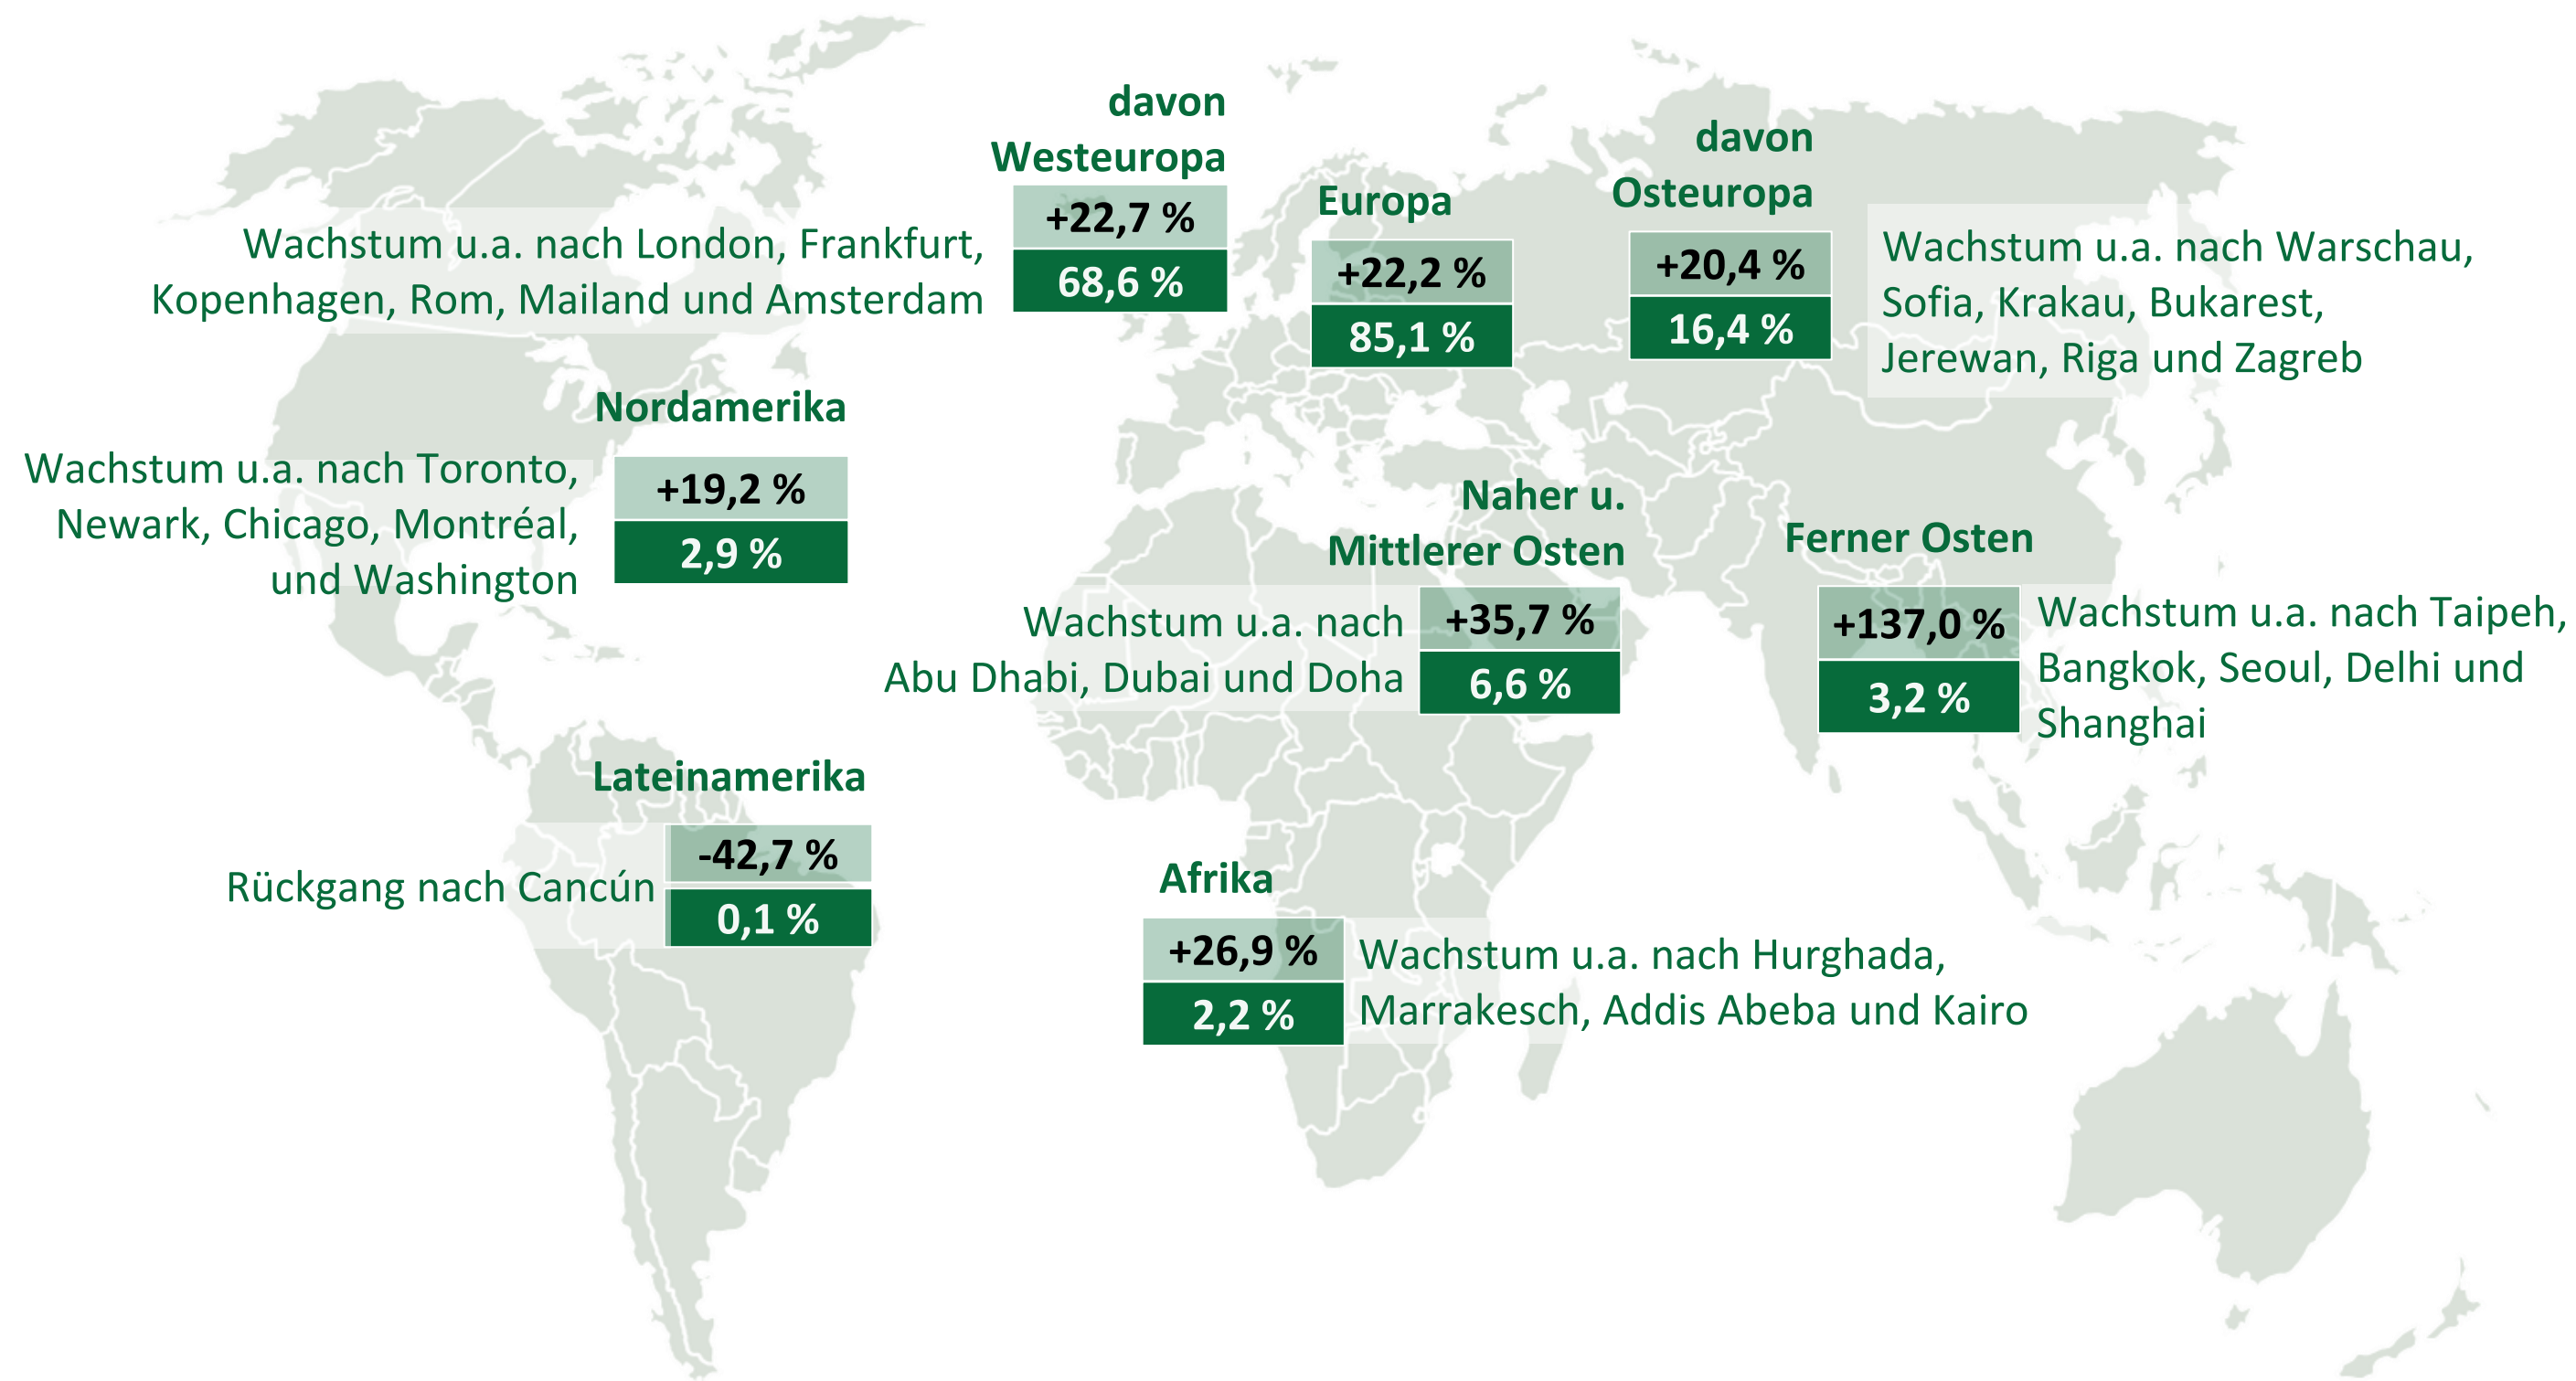 davon
Westeuropa
+22,7 %
68,6 %
Wachstum u.a. nach London, Frankfurt,
Kopenhagen, Rom, Mailand und Amsterdam
Europa
+22,2 %
85,1 %
davon
Osteuropa
+20,4 %
16,4 %
Wachstum u.a. nach Warschau,
Sofia, Krakau, Bukarest,
Jerewan, Riga und Zagreb
Nordamerika
+19,2 %
2,9 %
Wachstum u.a. nach Toronto,
Newark, Chicago, Montréal,
und Washington
Naher u.
Mittlerer Osten
+35,7 %
6,6 %
Wachstum u.a. nach
Abu Dhabi, Dubai und Doha
Ferner Osten
+137,0 %
3,2 %
Wachstum u.a. nach Taipeh,
Bangkok, Seoul, Delhi und
Shanghai
Lateinamerika
-42,7 %
0,1 %
Rückgang nach Cancún
Afrika
+26,9 %
2,2 %
Wachstum u.a. nach Hurghada,
Marrakesch, Addis Abeba und Kairo